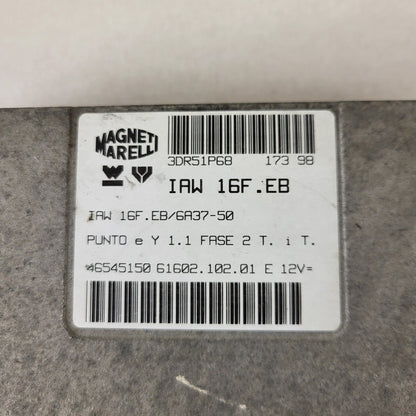 MAGNETI
MARELLI
3DR51P68 173 98
IAW 16F.EB
IAW 16F.EB/6A37-50
PUNTO e Y 1.1 FASE 2 T. i T.
*46545150 61602.102.01 E 12V=